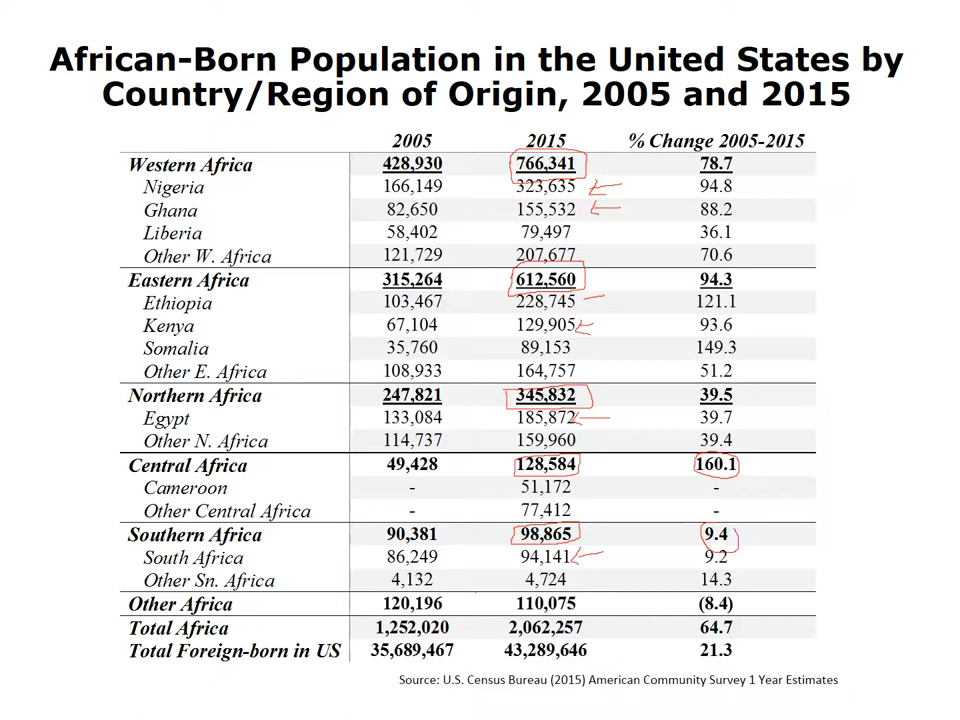 African-Born Population in the United States by
Country/Region of Origin, 2005 and 2015
2005 2015 % Change 2005-2015
Western Africa 428,930 766,341 78.7
Nigeria 166,149 323,635 94.8
Ghana 82,650 155,532 88.2
Liberia 58,402 79,497 36.1
Other W. Africa 121,729 207,677 70.6
Eastern Africa 315,264 612,560 94.3
Ethiopia 103,467 228,745 121.1
Kenya 67,104 129,905 93.6
Somalia 35,760 89,153 149.3
Other E. Africa 108,933 164,757 51.2
Northern Africa 247,821 345,832 39.5
Egypt 133,084 185,872 39.7
Other N. Africa 114,737 159,960 39.4
Central Africa 49,428 128,584 160.1
Cameroon - 51,172 -
Other Central Africa - 77,412 -
Southern Africa 90,381 98,865 9.4
South Africa 86,249 94,141 9.2
Other Sn. Africa 4,132 4,724 14.3
Other Africa 120,196 110,075 (8.4)
Total Africa 1,252,020 2,062,257 64.7
Total Foreign-born in US 35,689,467 43,289,646 21.3
Source: U.S. Census Bureau (2015) American Community Survey 1 Year Estimates